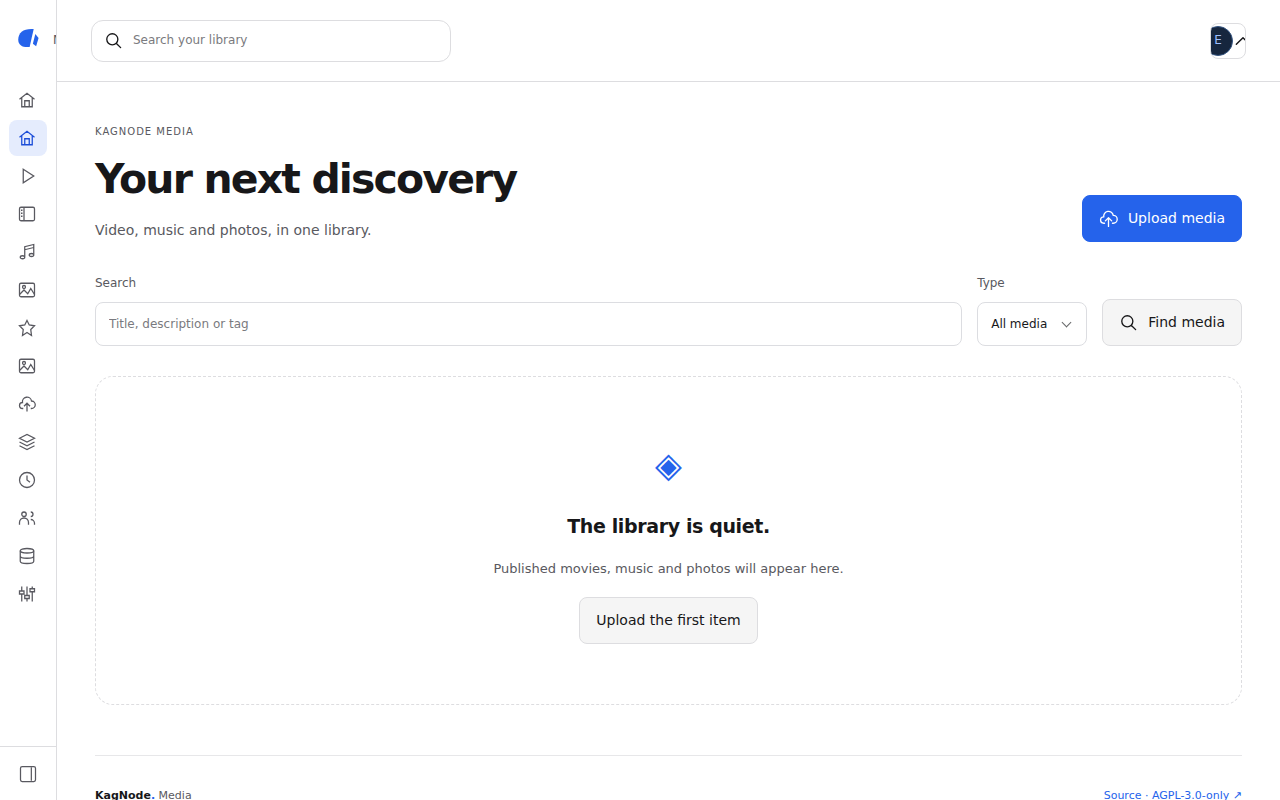 Search your library
E
KAGNODE MEDIA
Your next discovery
Video, music and photos, in one library.
Upload media
Search
Type
Title, description or tag
All media
Find media
The library is quiet.
Published movies, music and photos will appear here.
Upload the first item
KagNode. Media
Source · AGPL-3.0-only ↗